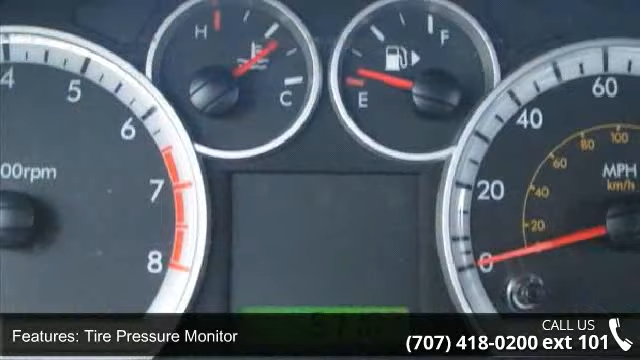 H
C
F
E
4
5
6
7
8
00rpm
0
20
40
60
20
40
60
80
100
MPH
km/h
Features: Tire Pressure Monitor
CALL US
(707) 418-0200 ext 101